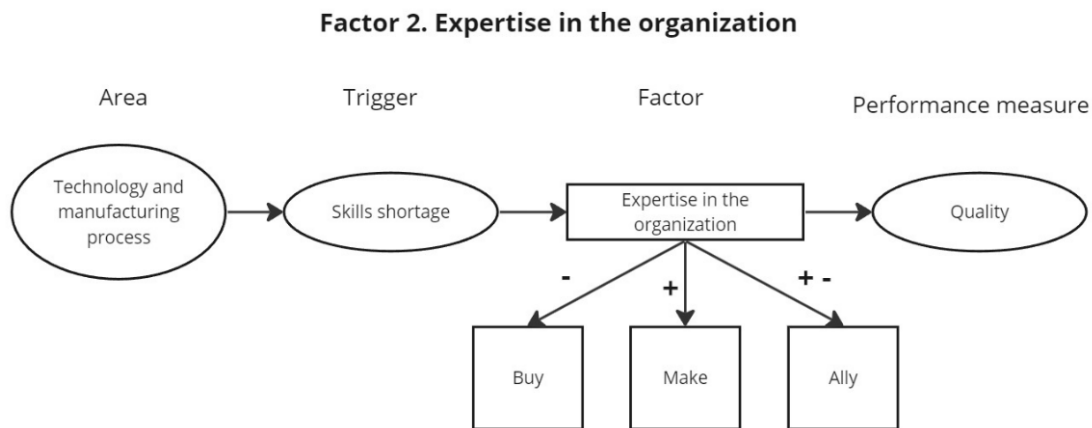 Factor 2. Expertise in the organization
Area
Trigger
Factor
Performance measure
Technology and
manufacturing
process
Skills shortage
Expertise in the
organization
Quality
-
+
+ -
Buy
Make
Ally